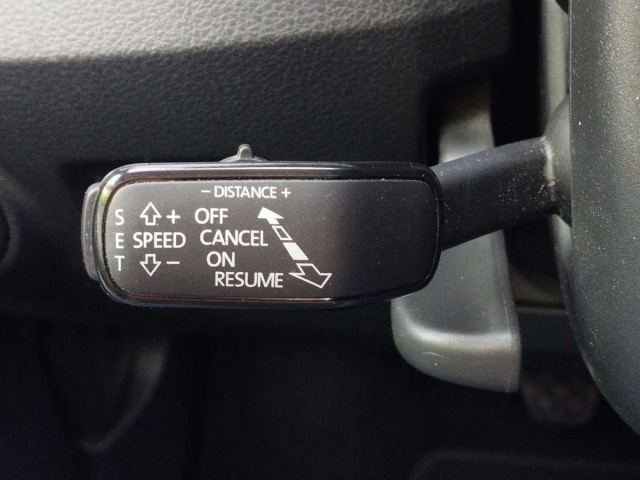 – DISTANCE +
S ⇧ + OFF
E SPEED CANCEL
T ⇩ – ON
RESUME